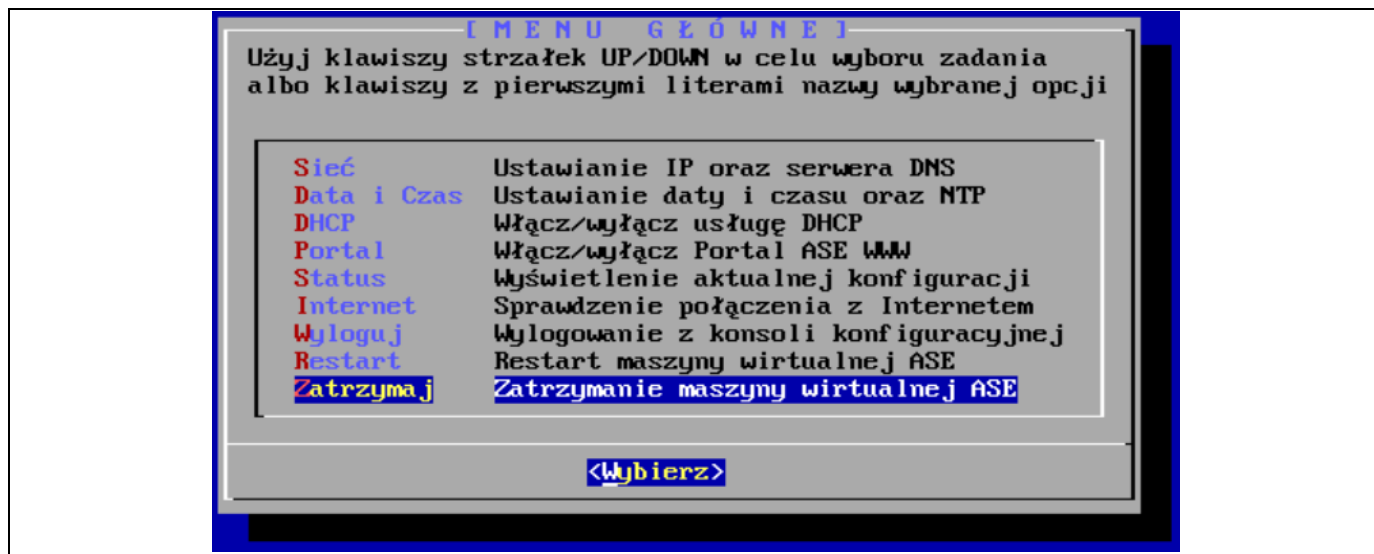 [ M E N U  G Ł Ó W N E ]
Użyj klawiszy strzałek UP/DOWN w celu wyboru zadania
albo klawiszy z pierwszymi literami nazwy wybranej opcji
Sieć Ustawianie IP oraz serwera DNS
Data i Czas Ustawianie daty i czasu oraz NTP
DHCP Włącz/wyłącz usługę DHCP
Portal Włącz/wyłącz Portal ASE WWW
Status Wyświetlenie aktualnej konfiguracji
Internet Sprawdzenie połączenia z Internetem
Wyloguj Wylogowanie z konsoli konfiguracyjnej
Restart Restart maszyny wirtualnej ASE
Zatrzymaj Zatrzymanie maszyny wirtualnej ASE
<Wybierz>